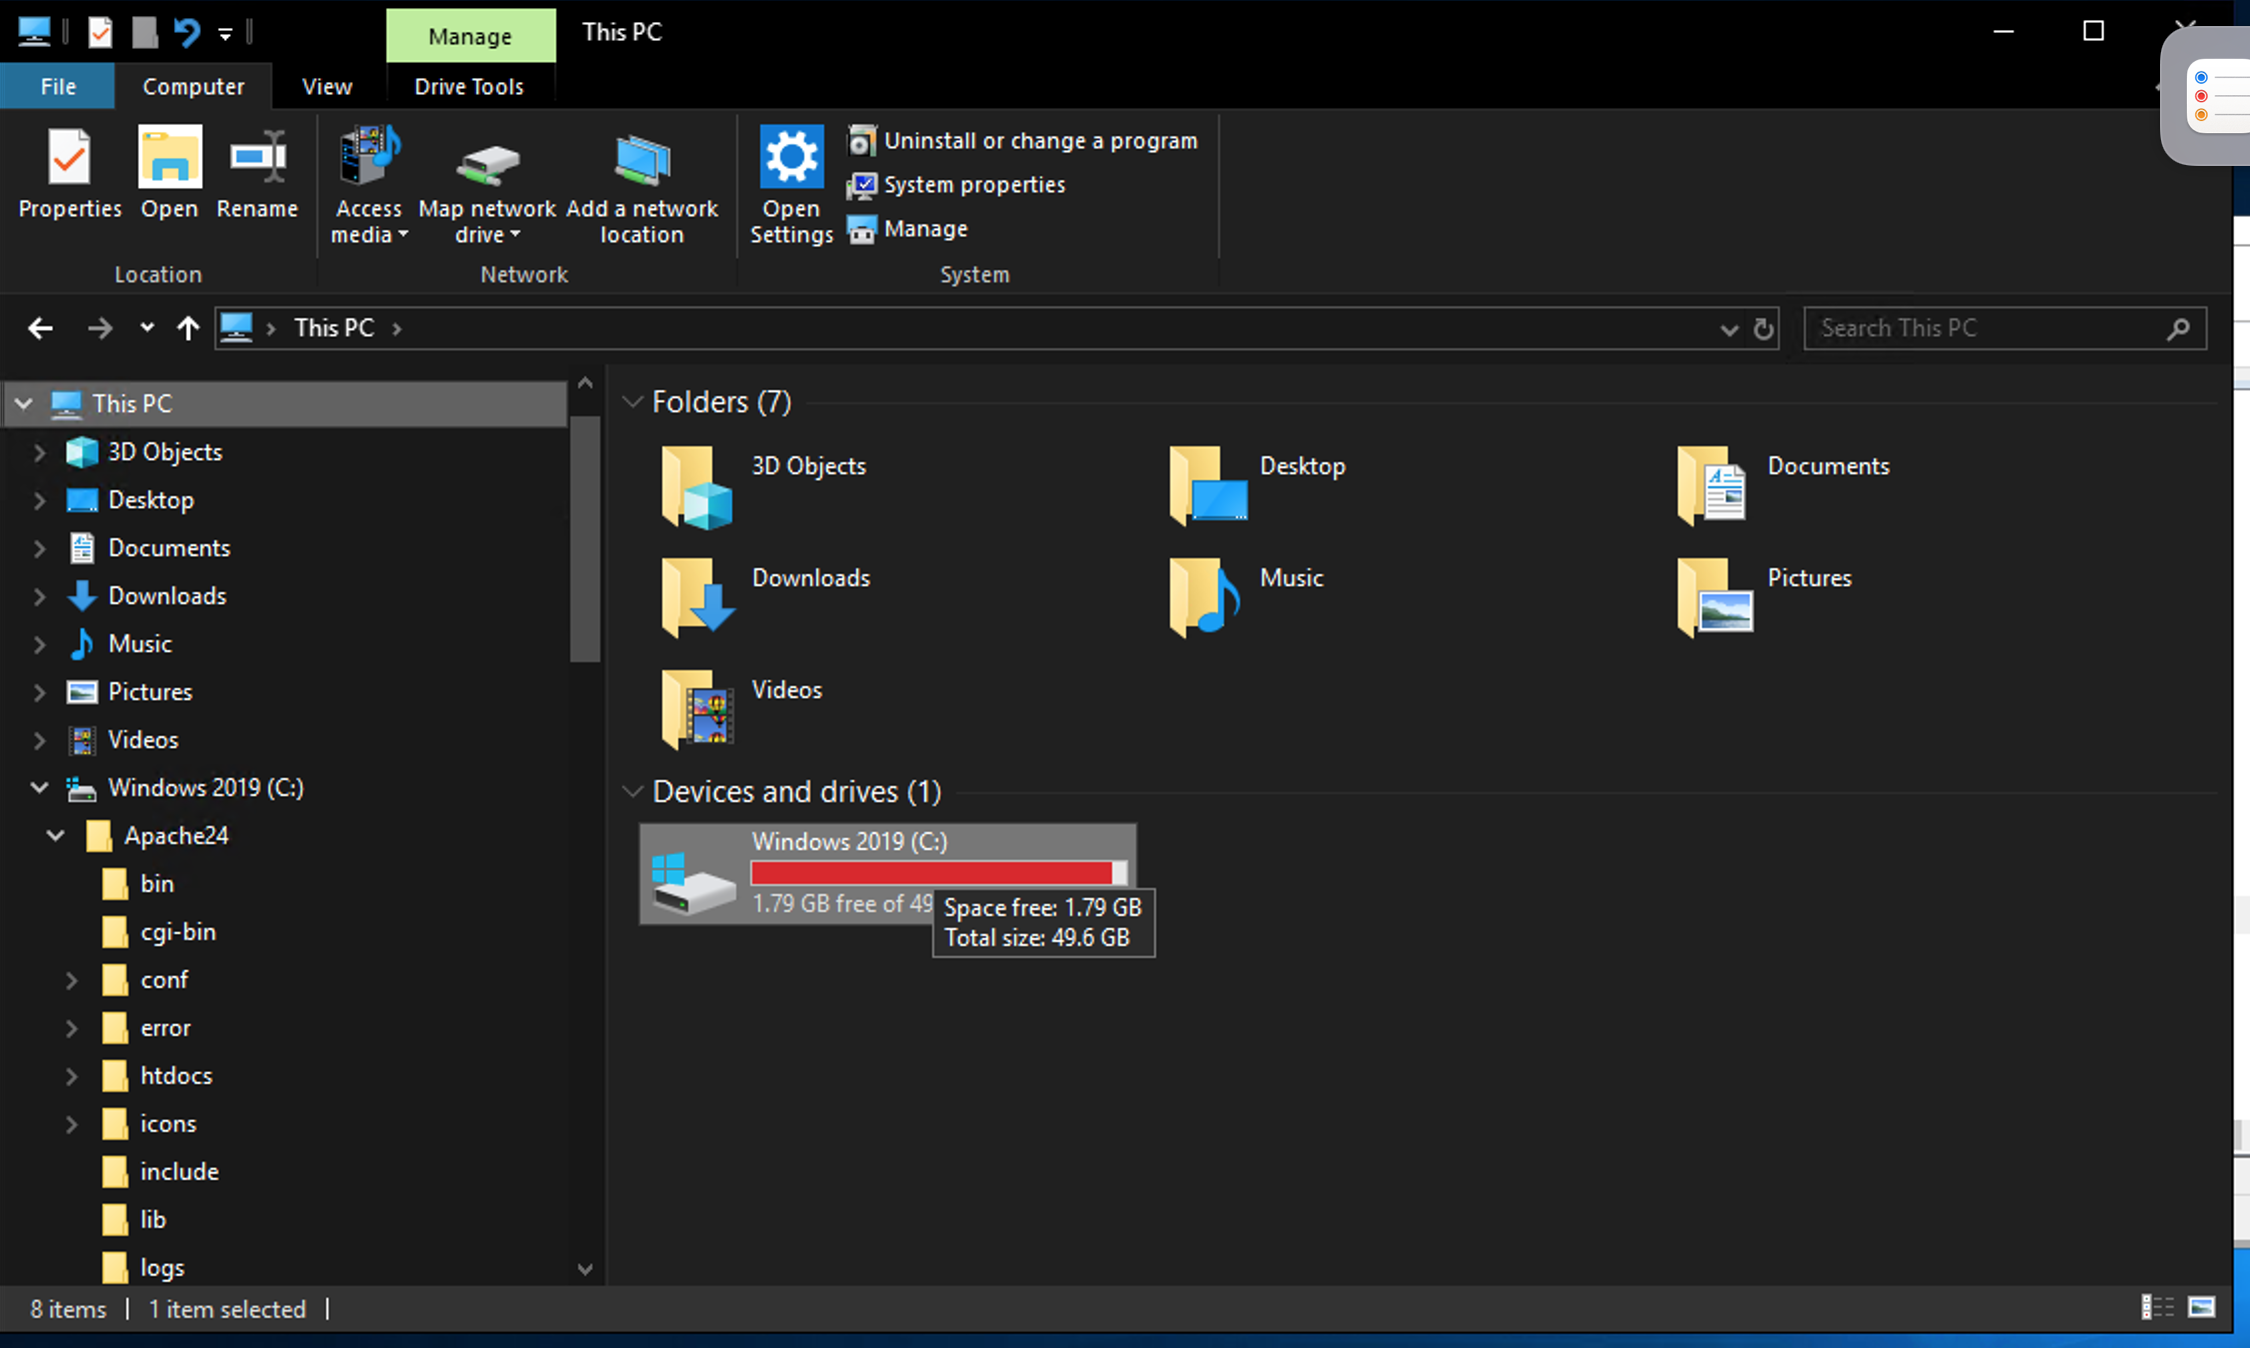 Manage
This PC
File
Computer
View
Drive Tools
Properties
Open
Rename
Access media
Map network drive
Add a network location
Open Settings
Uninstall or change a program
System properties
Manage
Location
Network
System
This PC
Search This PC
This PC
3D Objects
Desktop
Documents
Downloads
Music
Pictures
Videos
Windows 2019 (C:)
Apache24
bin
cgi-bin
conf
error
htdocs
icons
include
lib
logs
Folders (7)
3D Objects
Desktop
Documents
Downloads
Music
Pictures
Videos
Devices and drives (1)
Windows 2019 (C:)
1.79 GB free of 49
Space free: 1.79 GB
Total size: 49.6 GB
8 items
1 item selected